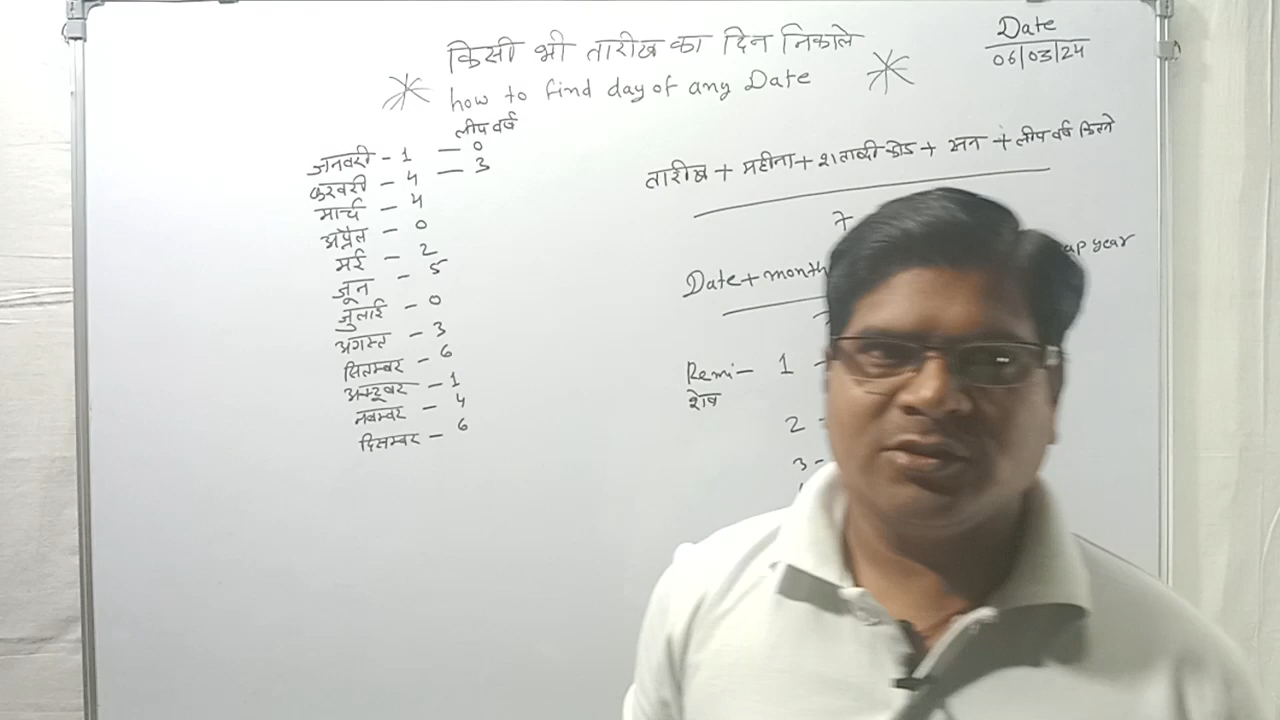 किसी भी तारीख का दिन निकाले
how to find day of any Date
Date
06/03/24
लीप वर्ष
जनवरी - 1 - 0
फरवरी - 4 - 3
मार्च - 4
अप्रैल - 0
मई - 2
जून - 5
जुलाई - 0
अगस्त - 3
सितम्बर - 6
अक्टूबर - 1
नवम्बर - 4
दिसम्बर - 6
तारीख + महीना + शताब्दी कोड + सन + लीप वर्ष कितने
7
Date + month
ap year
Remi- 1 -
शेष
2 -
3 -